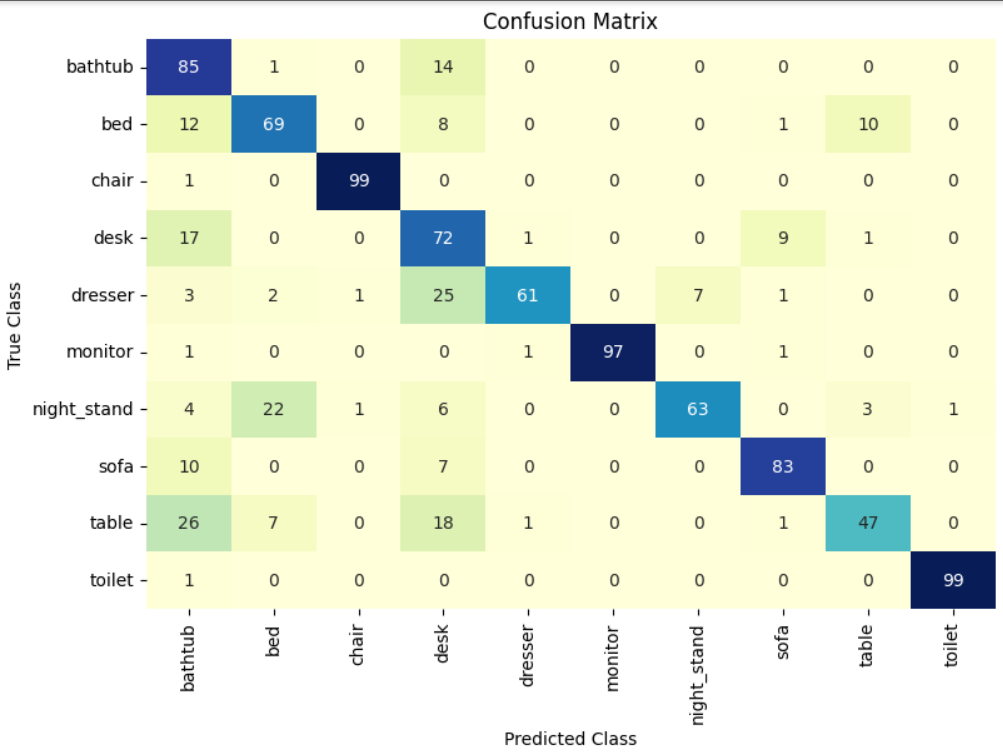 Confusion Matrix
bathtub 85 1 0 14 0 0 0 0 0 0
bed 12 69 0 8 0 0 0 1 10 0
chair 1 0 99 0 0 0 0 0 0 0
desk 17 0 0 72 1 0 0 9 1 0
dresser 3 2 1 25 61 0 7 1 0 0
monitor 1 0 0 0 1 97 0 1 0 0
night_stand 4 22 1 6 0 0 63 0 3 1
sofa 10 0 0 7 0 0 0 83 0 0
table 26 7 0 18 1 0 0 1 47 0
toilet 1 0 0 0 0 0 0 0 0 99
True Class
bathtub bed chair desk dresser monitor night_stand sofa table toilet
Predicted Class